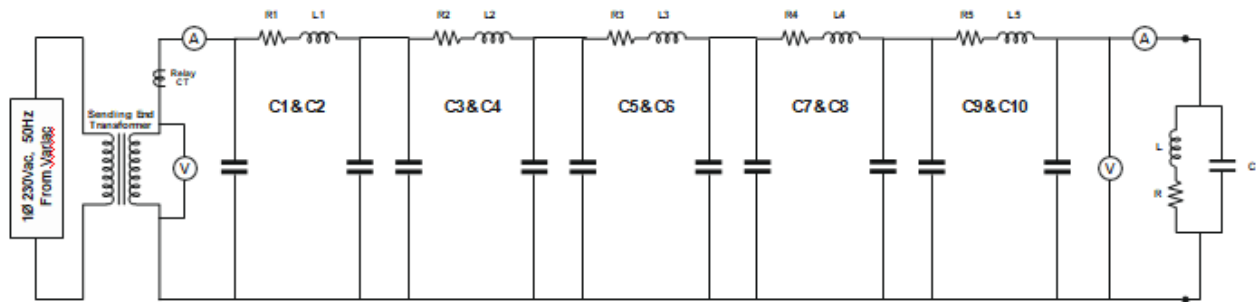 R1
L1
R2
L2
R3
L3
R4
L4
R5
L5
A
A
Relay
CT
C1&C2
C3&C4
C5&C6
C7&C8
C9&C10
Sending End
Transformer
1Ø 230Vac, 50Hz
From Variac
V
V
L
C
R